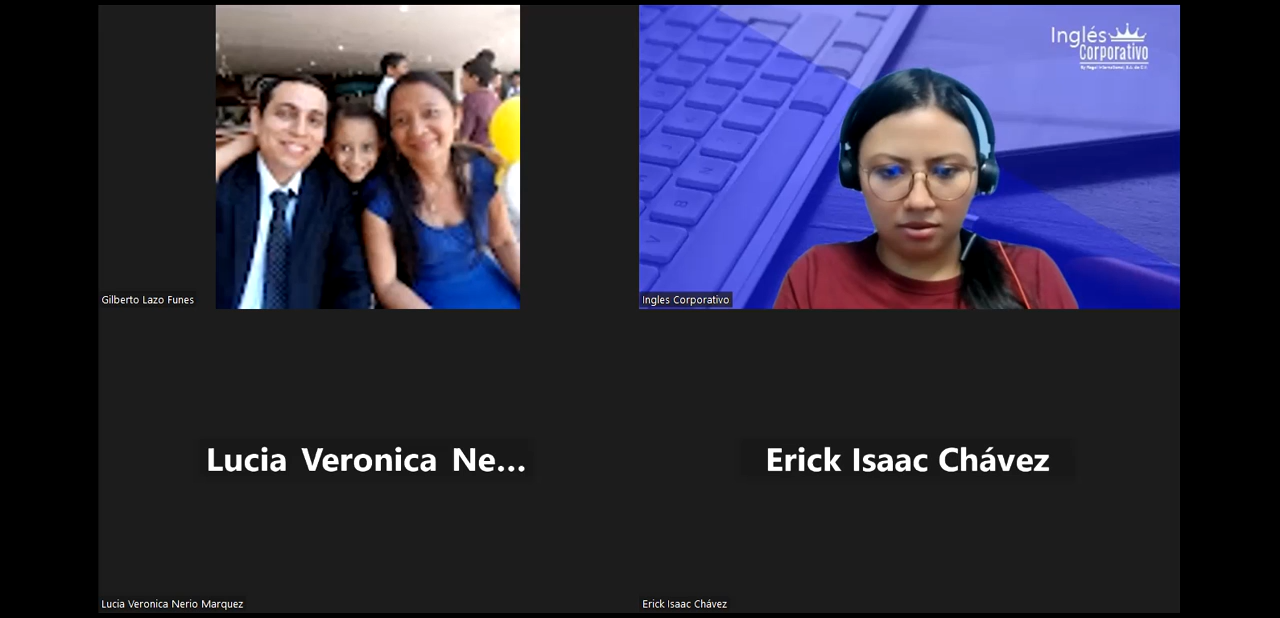 Inglés
Corporativo
Gilberto Lazo Funes
Ingles Corporativo
Lucia Veronica Ne...
Erick Isaac Chávez
Lucia Veronica Nerio Marquez
Erick Isaac Chávez